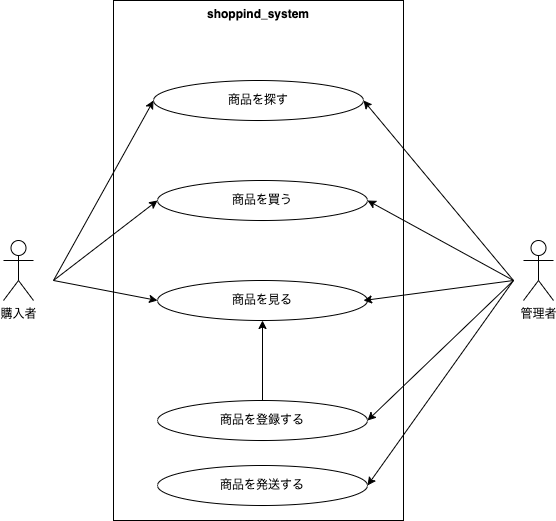 shoppind_system
商品を探す
商品を買う
商品を見る
購入者
管理者
商品を登録する
商品を発送する